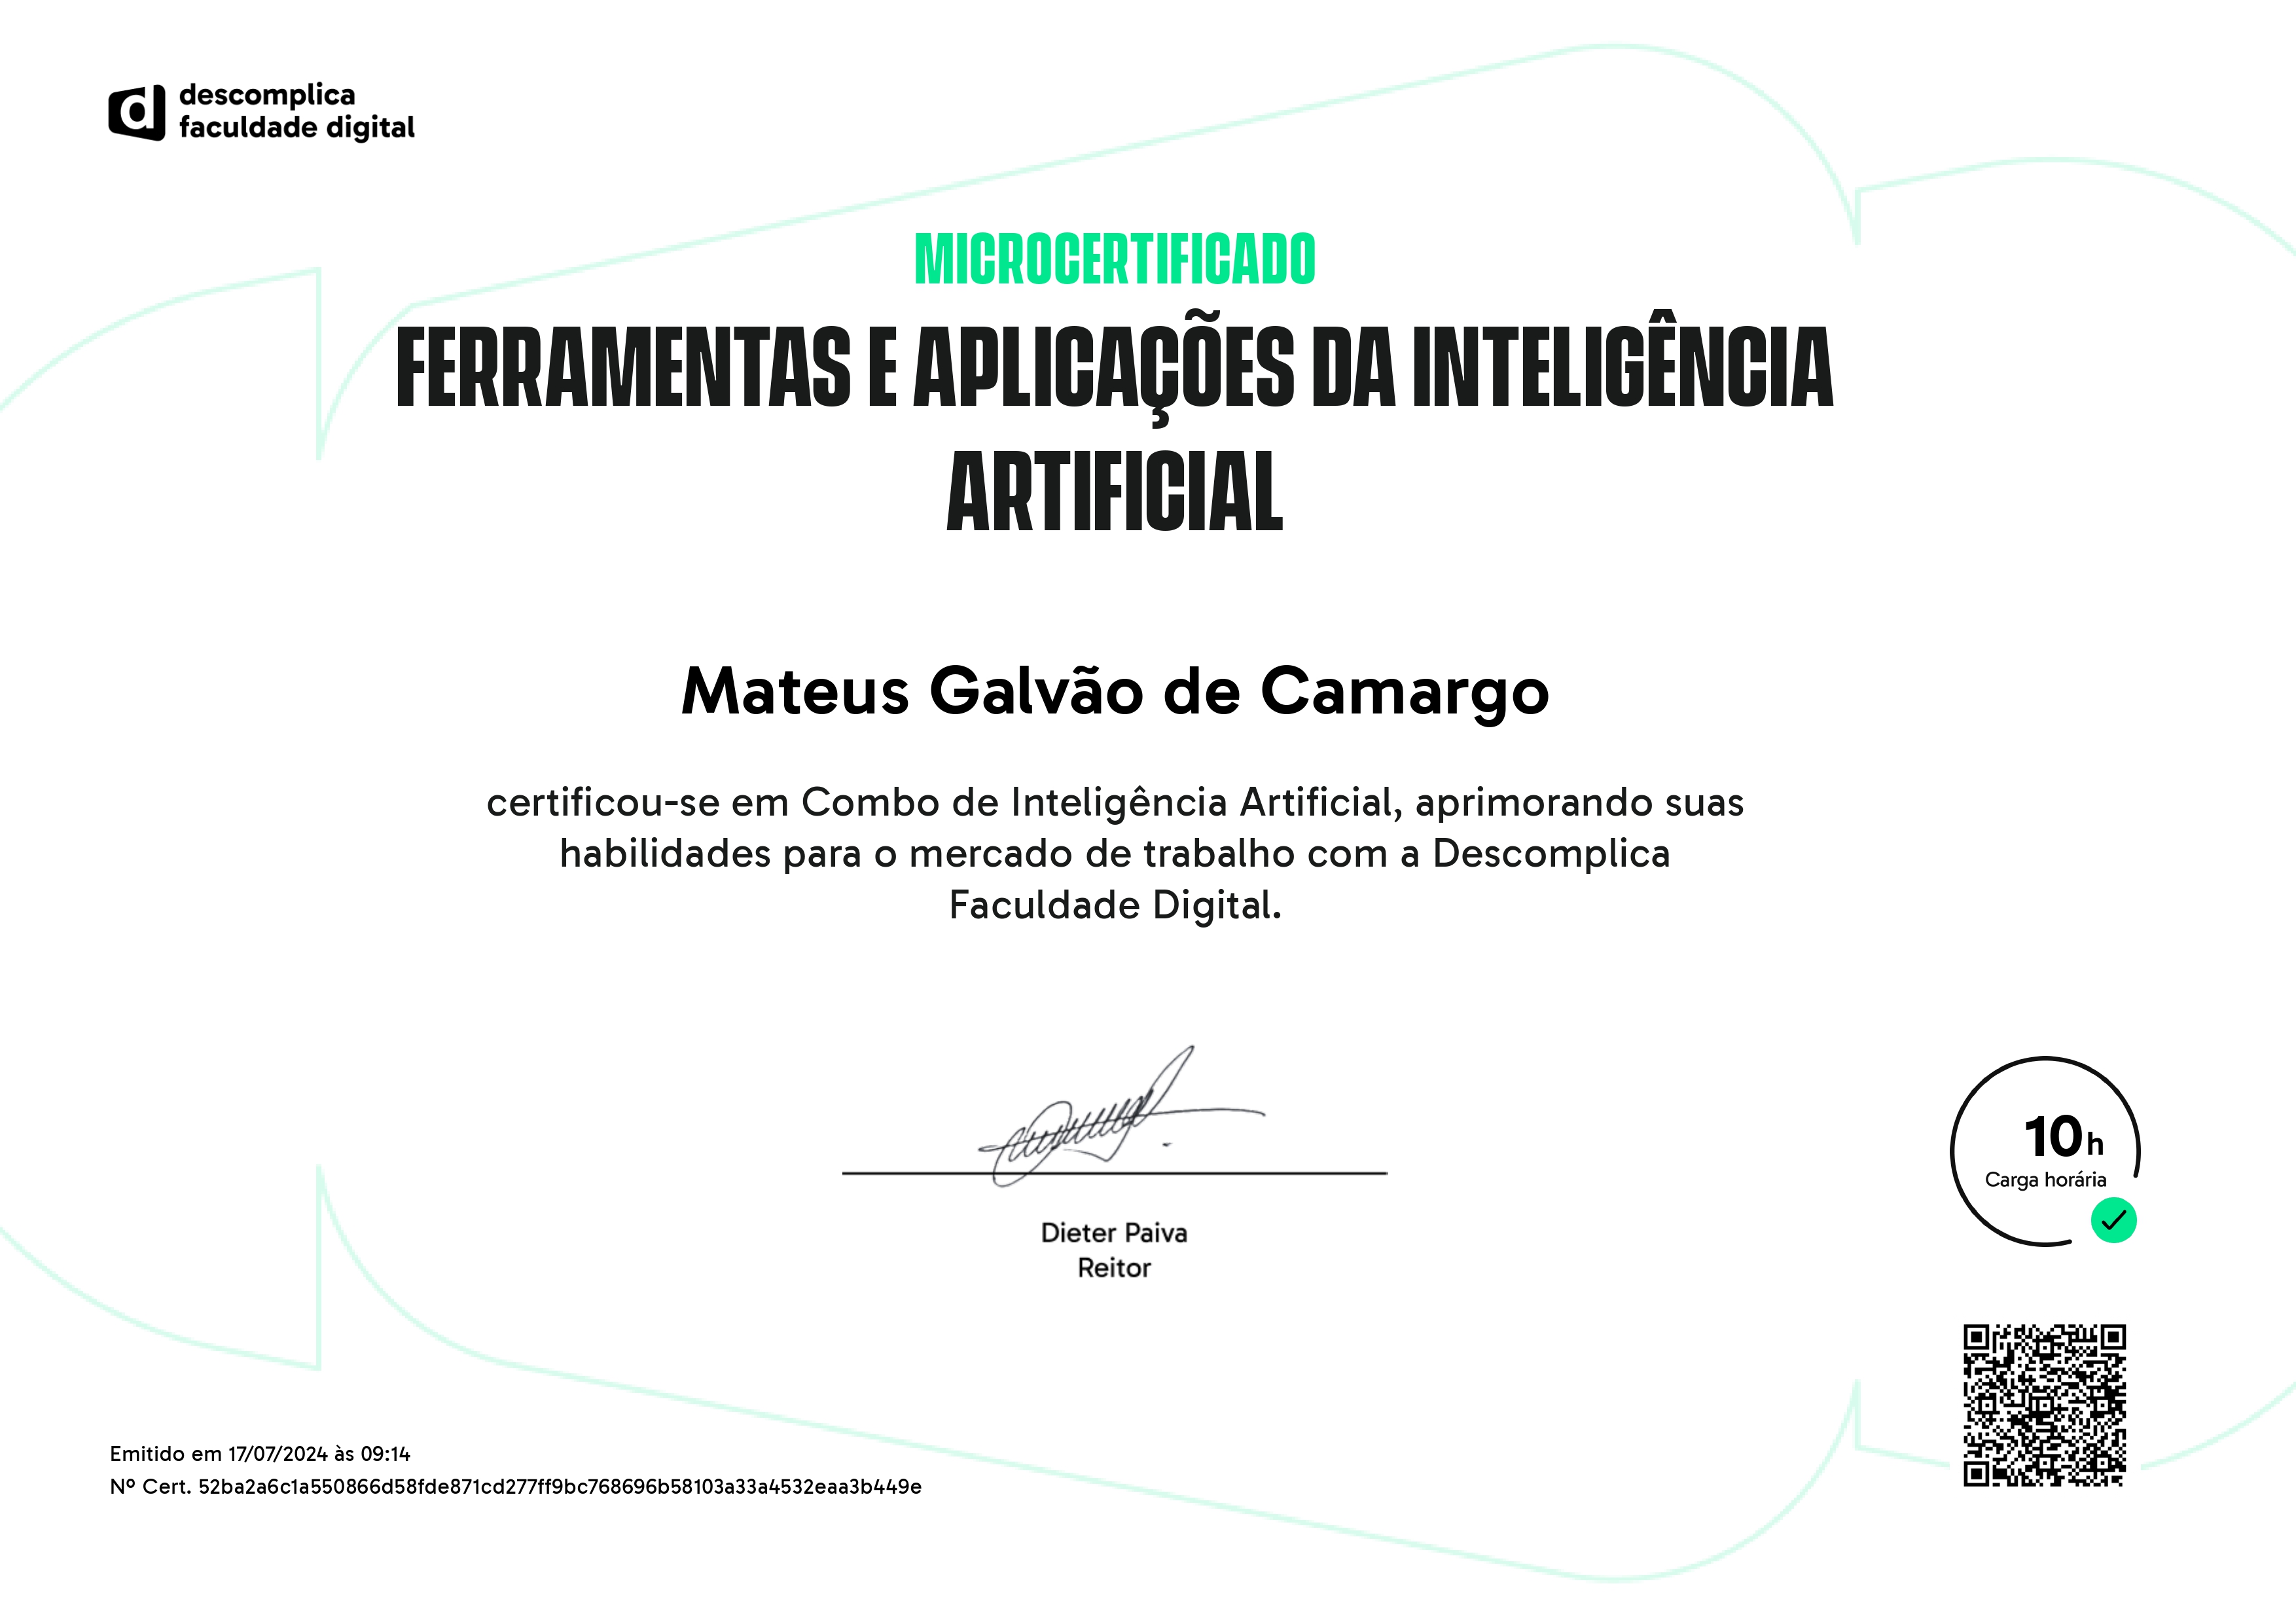 descomplica
faculdade digital
MICROCERTIFICADO
FERRAMENTAS E APLICAÇÕES DA INTELIGÊNCIA
ARTIFICIAL
Mateus Galvão de Camargo
certificou-se em Combo de Inteligência Artificial, aprimorando suas
habilidades para o mercado de trabalho com a Descomplica
Faculdade Digital.
Dieter Paiva
Reitor
10h
Carga horária
Emitido em 17/07/2024 às 09:14
Nº Cert. 52ba2a6c1a550866d58fde871cd277ff9bc768696b58103a33a4532eaa3b449e